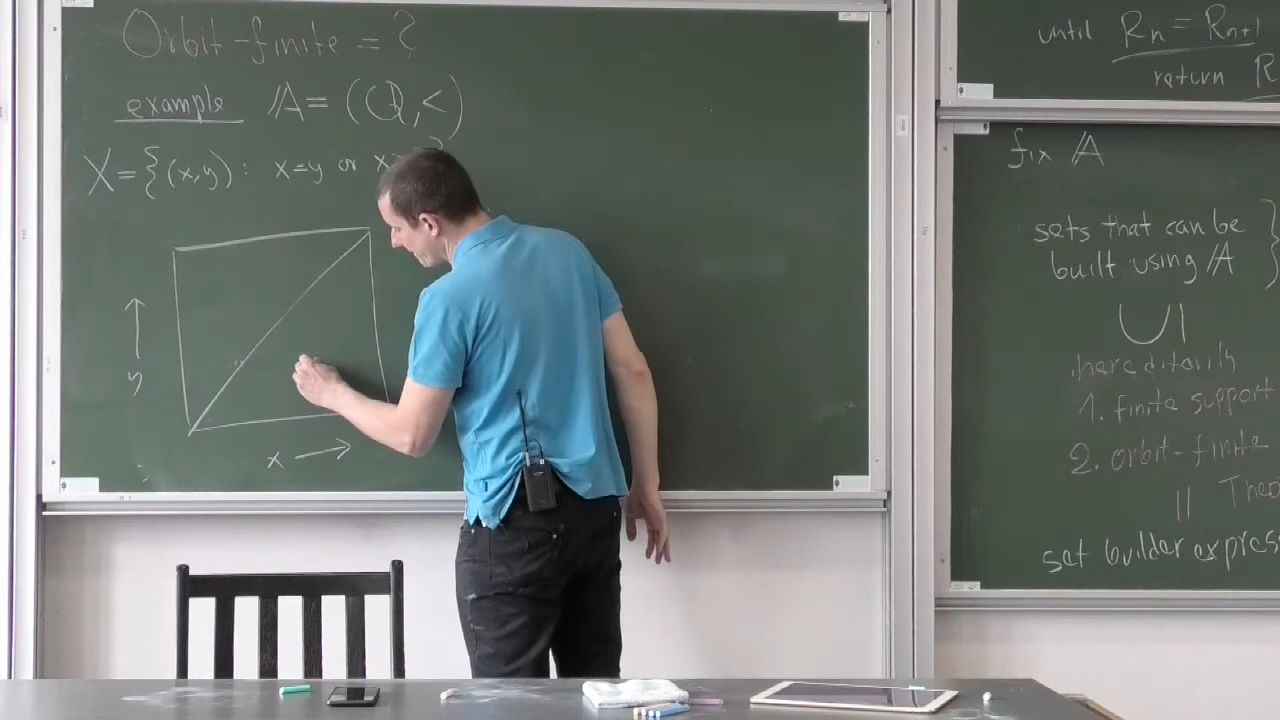 Orbit-finite = ?
example 𝔸 = (Q, <)
X = {(x,y) : x=y or x
y
x
until Rn = Rn+1
return R
fix 𝔸
sets that can be
built using 𝔸
hereditarily
1. finite support
2. orbit-finite
set builder expres